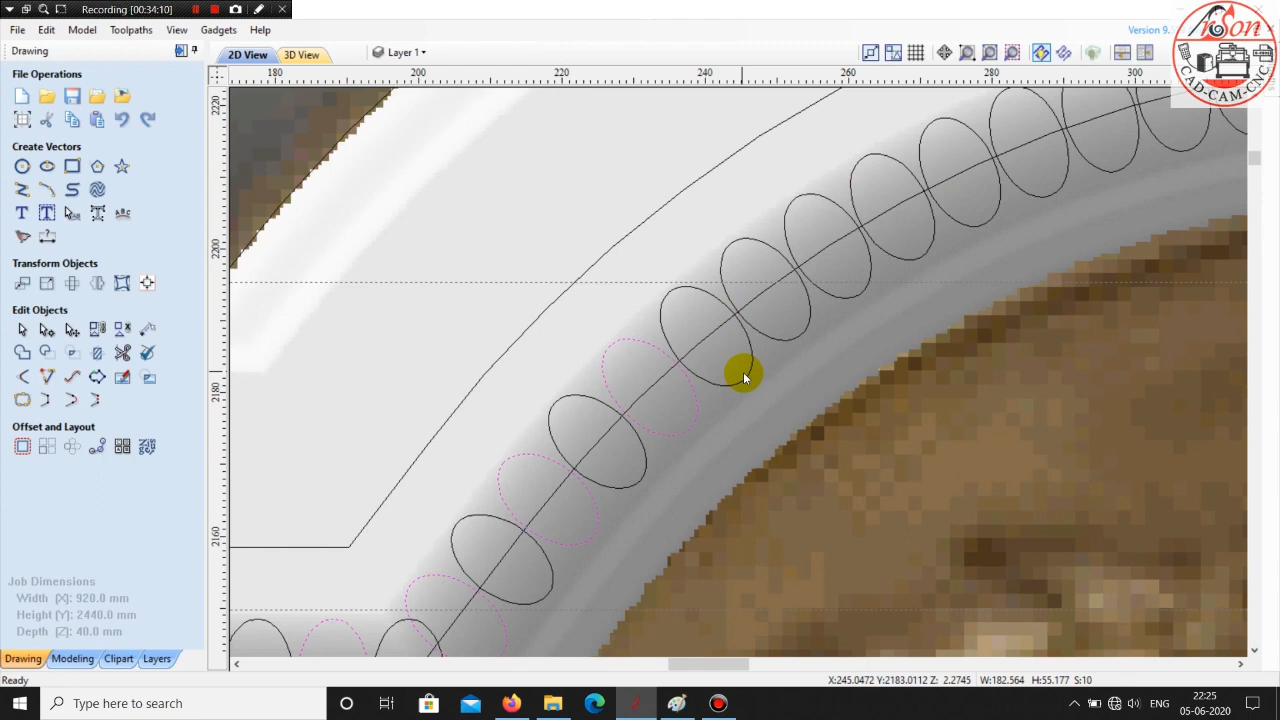 Recording [00:34:10]
File Edit Model Toolpaths View Gadgets Help
Version 9.
Drawing
2D View 3D View Layer 1
180 200 220 240 260 280 300
2220
2200
2180
2160
File Operations
Create Vectors
Transform Objects
Edit Objects
Offset and Layout
Job Dimensions
Width (X): 920.0 mm
Height (Y): 2440.0 mm
Depth (Z): 40.0 mm
Drawing Modeling Clipart Layers
Ready
X:245.0472 Y:2183.0112 Z: 2.2745 W:182.564 H:55.177 S:10
Type here to search
ENG
22:25
05-06-2020
CAD-CAM-CNC